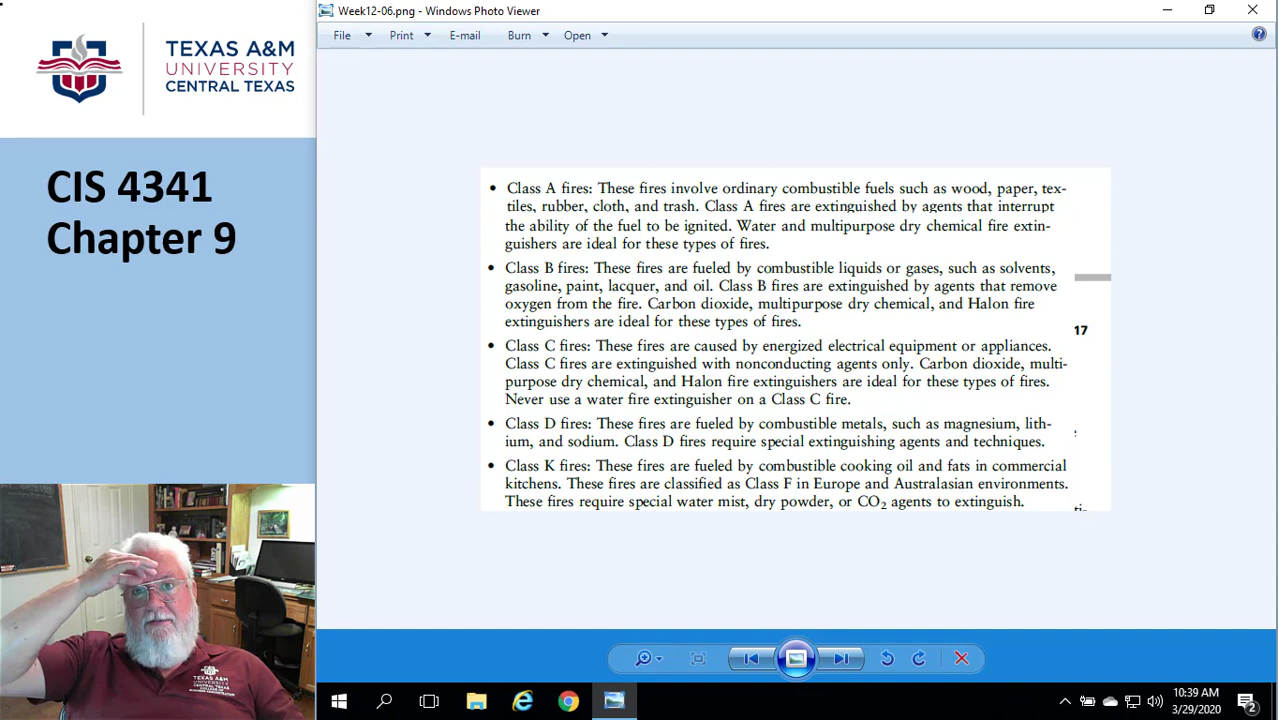 Week12-06.png - Windows Photo Viewer
File
Print
E-mail
Burn
Open
TEXAS A&M
UNIVERSITY
CENTRAL TEXAS
CIS 4341
Chapter 9
• Class A fires: These fires involve ordinary combustible fuels such as wood, paper, tex-
tiles, rubber, cloth, and trash. Class A fires are extinguished by agents that interrupt
the ability of the fuel to be ignited. Water and multipurpose dry chemical fire extin-
guishers are ideal for these types of fires.
• Class B fires: These fires are fueled by combustible liquids or gases, such as solvents,
gasoline, paint, lacquer, and oil. Class B fires are extinguished by agents that remove
oxygen from the fire. Carbon dioxide, multipurpose dry chemical, and Halon fire
extinguishers are ideal for these types of fires.
17
• Class C fires: These fires are caused by energized electrical equipment or appliances.
Class C fires are extinguished with nonconducting agents only. Carbon dioxide, multi-
purpose dry chemical, and Halon fire extinguishers are ideal for these types of fires.
Never use a water fire extinguisher on a Class C fire.
• Class D fires: These fires are fueled by combustible metals, such as magnesium, lith-
ium, and sodium. Class D fires require special extinguishing agents and techniques.
• Class K fires: These fires are fueled by combustible cooking oil and fats in commercial
kitchens. These fires are classified as Class F in Europe and Australasian environments.
These fires require special water mist, dry powder, or CO₂ agents to extinguish.
TEXAS A&M
UNIVERSITY
CENTRAL TEXAS
10:39 AM
3/29/2020
2